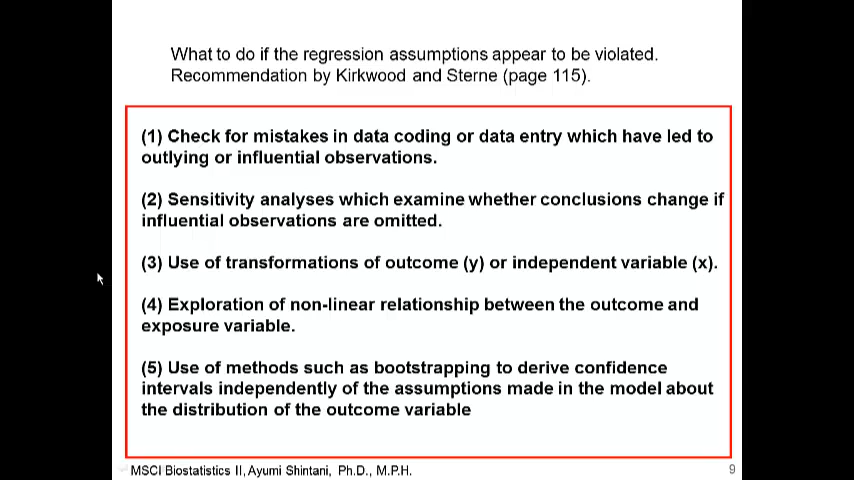 What to do if the regression assumptions appear to be violated.
Recommendation by Kirkwood and Sterne (page 115).
(1) Check for mistakes in data coding or data entry which have led to
outlying or influential observations.
(2) Sensitivity analyses which examine whether conclusions change if
influential observations are omitted.
(3) Use of transformations of outcome (y) or independent variable (x).
(4) Exploration of non-linear relationship between the outcome and
exposure variable.
(5) Use of methods such as bootstrapping to derive confidence
intervals independently of the assumptions made in the model about
the distribution of the outcome variable
MSCI Biostatistics II, Ayumi Shintani, Ph.D., M.P.H.
9